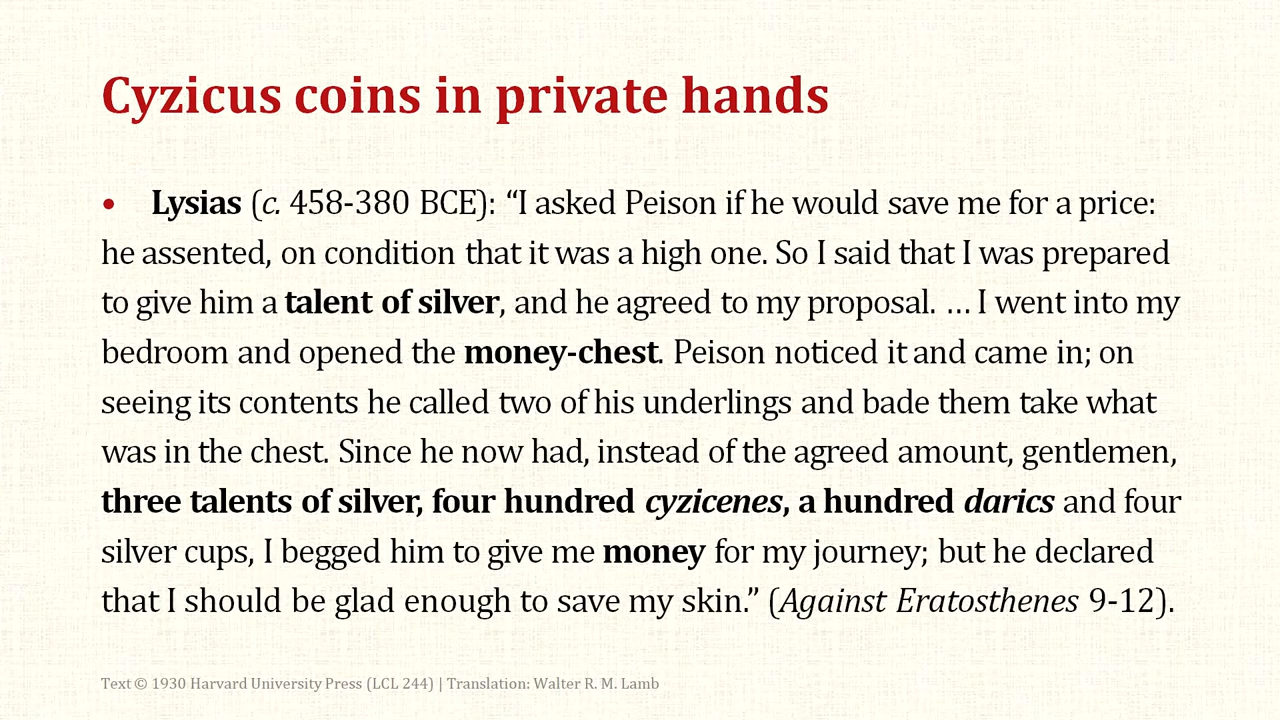 Cyzicus coins in private hands
• Lysias (c. 458-380 BCE): “I asked Peison if he would save me for a price:
he assented, on condition that it was a high one. So I said that I was prepared
to give him a talent of silver, and he agreed to my proposal. … I went into my
bedroom and opened the money-chest. Peison noticed it and came in; on
seeing its contents he called two of his underlings and bade them take what
was in the chest. Since he now had, instead of the agreed amount, gentlemen,
three talents of silver, four hundred cyzicenes, a hundred darics and four
silver cups, I begged him to give me money for my journey; but he declared
that I should be glad enough to save my skin.” (Against Eratosthenes 9-12).
Text © 1930 Harvard University Press (LCL 244) | Translation: Walter R. M. Lamb